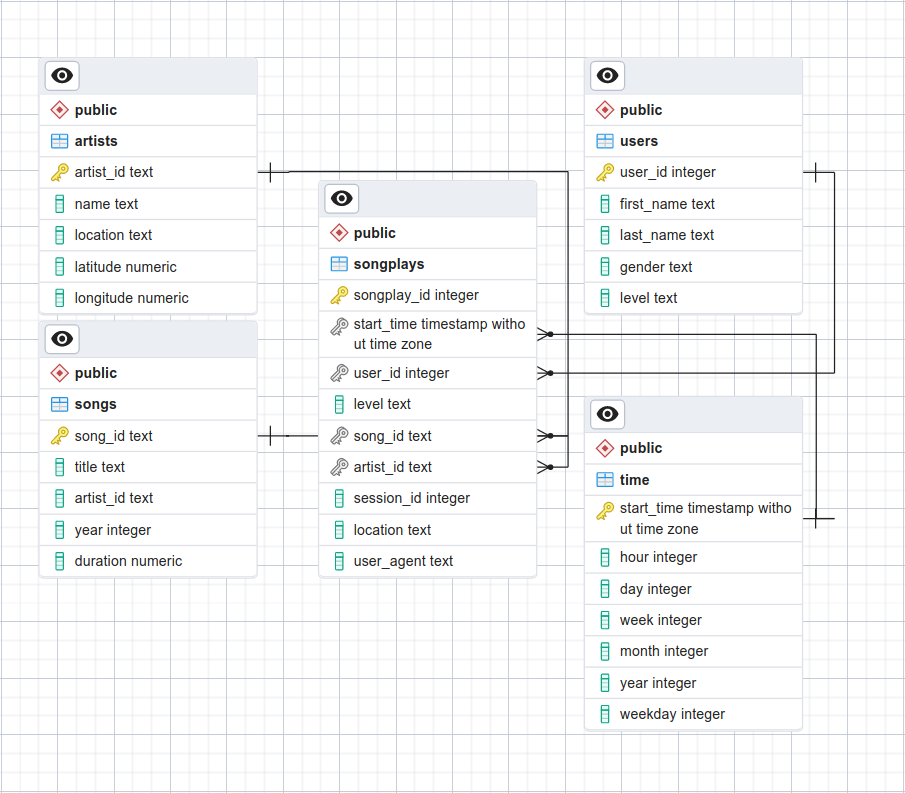 public
artists
artist_id text
name text
location text
latitude numeric
longitude numeric
public
songs
song_id text
title text
artist_id text
year integer
duration numeric
public
songplays
songplay_id integer
start_time timestamp witho
ut time zone
user_id integer
level text
song_id text
artist_id text
session_id integer
location text
user_agent text
public
users
user_id integer
first_name text
last_name text
gender text
level text
public
time
start_time timestamp witho
ut time zone
hour integer
day integer
week integer
month integer
year integer
weekday integer